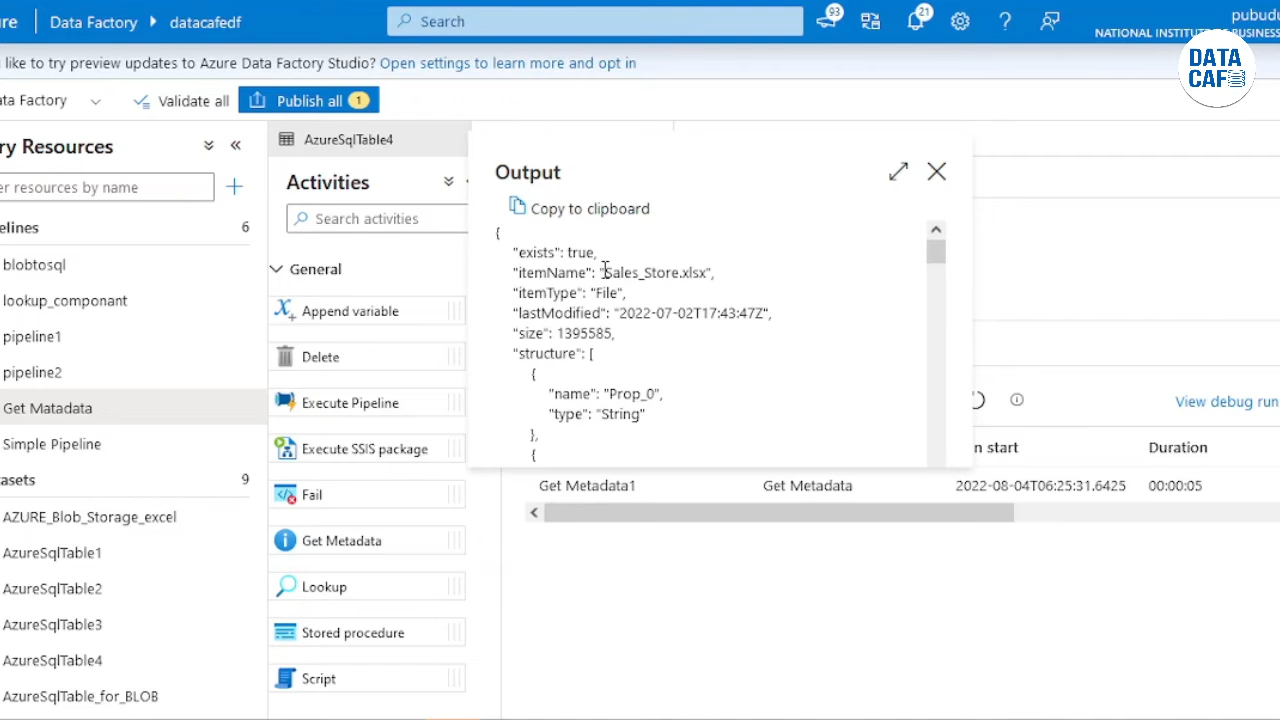 re
Data Factory
datacafedf
Search
93
21
pubudu
NATIONAL INSTITUTE OF BUSINESS
DATA
CAFE
like to try preview updates to Azure Data Factory Studio? Open settings to learn more and opt in
ata Factory
Validate all
Publish all
1
ry Resources
er resources by name
elines
6
blobtosql
lookup_componant
pipeline1
pipeline2
Get Matadata
Simple Pipeline
asets
9
AZURE_Blob_Storage_excel
AzureSqlTable1
AzureSqlTable2
AzureSqlTable3
AzureSqlTable4
AzureSqlTable_for_BLOB
AzureSqlTable4
Activities
Search activities
General
Append variable
Delete
Execute Pipeline
Execute SSIS package
Fail
Get Metadata
Lookup
Stored procedure
Script
Output
Copy to clipboard
{
"exists": true,
"itemName": "Sales_Store.xlsx",
"itemType": "File",
"lastModified": "2022-07-02T17:43:47Z",
"size": 1395585,
"structure": [
{
"name": "Prop_0",
"type": "String"
},
{
View debug run
n start
Duration
Get Metadata1
Get Metadata
2022-08-04T06:25:31.6425
00:00:05